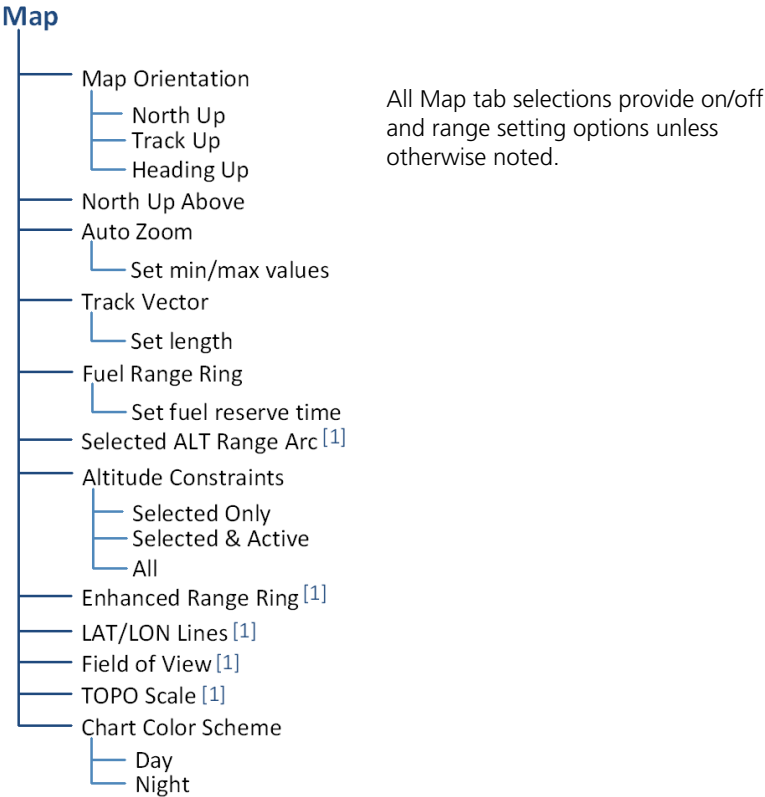 Map
Map Orientation
North Up
Track Up
Heading Up
All Map tab selections provide on/off
and range setting options unless
otherwise noted.
North Up Above
Auto Zoom
Set min/max values
Track Vector
Set length
Fuel Range Ring
Set fuel reserve time
Selected ALT Range Arc [1]
Altitude Constraints
Selected Only
Selected & Active
All
Enhanced Range Ring [1]
LAT/LON Lines [1]
Field of View [1]
TOPO Scale [1]
Chart Color Scheme
Day
Night